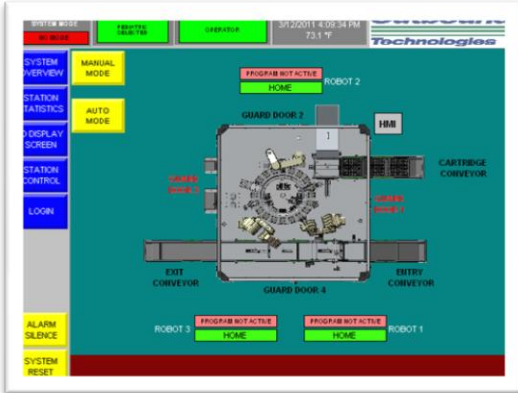 SYSTEM MODE
NO MODE
SELECTED
OPERATOR
3/12/2011 4:09:34 PM
73.1 °F
Outbound
Technologies
SYSTEM
OVERVIEW
STATION
STATISTICS
DISPLAY
SCREEN
STATION
CONTROL
LOGIN
ALARM
SILENCE
SYSTEM
RESET
MANUAL
MODE
AUTO
MODE
PROGRAM NOT ACTIVE
HOME
ROBOT 2
GUARD DOOR 2
HMI
CARTRIDGE
CONVEYOR
GUARD
GUARD
EXIT
CONVEYOR
GUARD DOOR 4
ENTRY
CONVEYOR
ROBOT 3
PROGRAM NOT ACTIVE
HOME
PROGRAM NOT ACTIVE
HOME
ROBOT 1